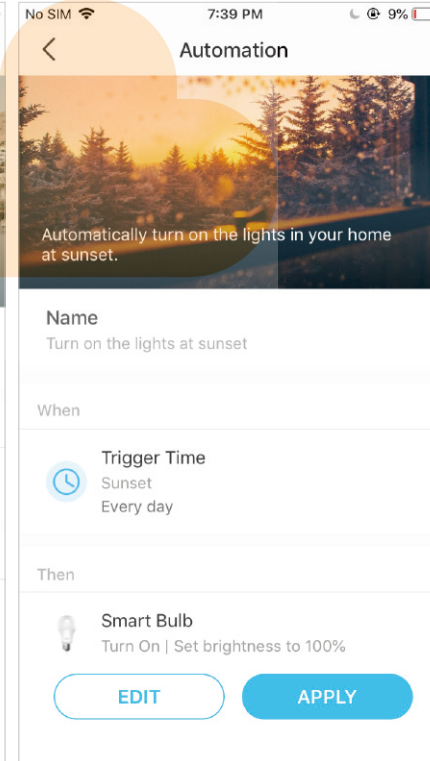 No SIM 7:39 PM 9%
Automation
Automatically turn on the lights in your home
at sunset.
Name
Turn on the lights at sunset
When
Trigger Time
Sunset
Every day
Then
Smart Bulb
Turn On | Set brightness to 100%
EDIT APPLY